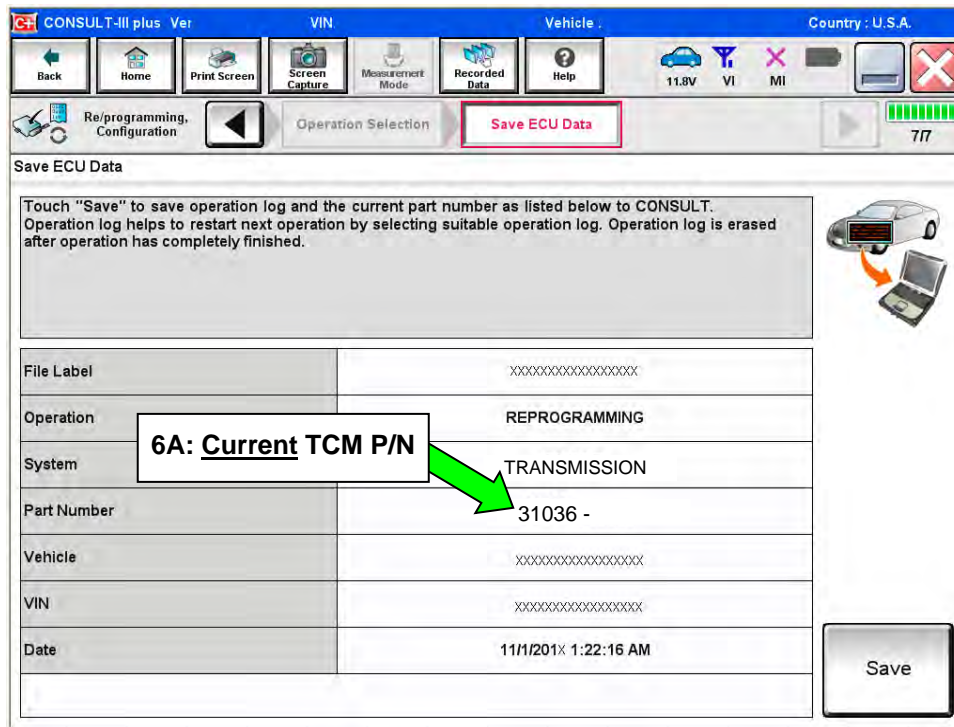 C+ CONSULT-III plus Ver VIN Vehicle : Country : U.S.A.
Back Home Print Screen Screen Capture Measurement Mode Recorded Data Help 11.8V VI MI
Re/programming, Configuration Operation Selection Save ECU Data 7/7
Save ECU Data
Touch "Save" to save operation log and the current part number as listed below to CONSULT.
Operation log helps to restart next operation by selecting suitable operation log. Operation log is erased
after operation has completely finished.
File Label XXXXXXXXXXXXXXXXX
Operation REPROGRAMMING
6A: Current TCM P/N
System TRANSMISSION
Part Number 31036 -
Vehicle XXXXXXXXXXXXXXXXX
VIN XXXXXXXXXXXXXXXXX
Date 11/1/201X 1:22:16 AM
Save